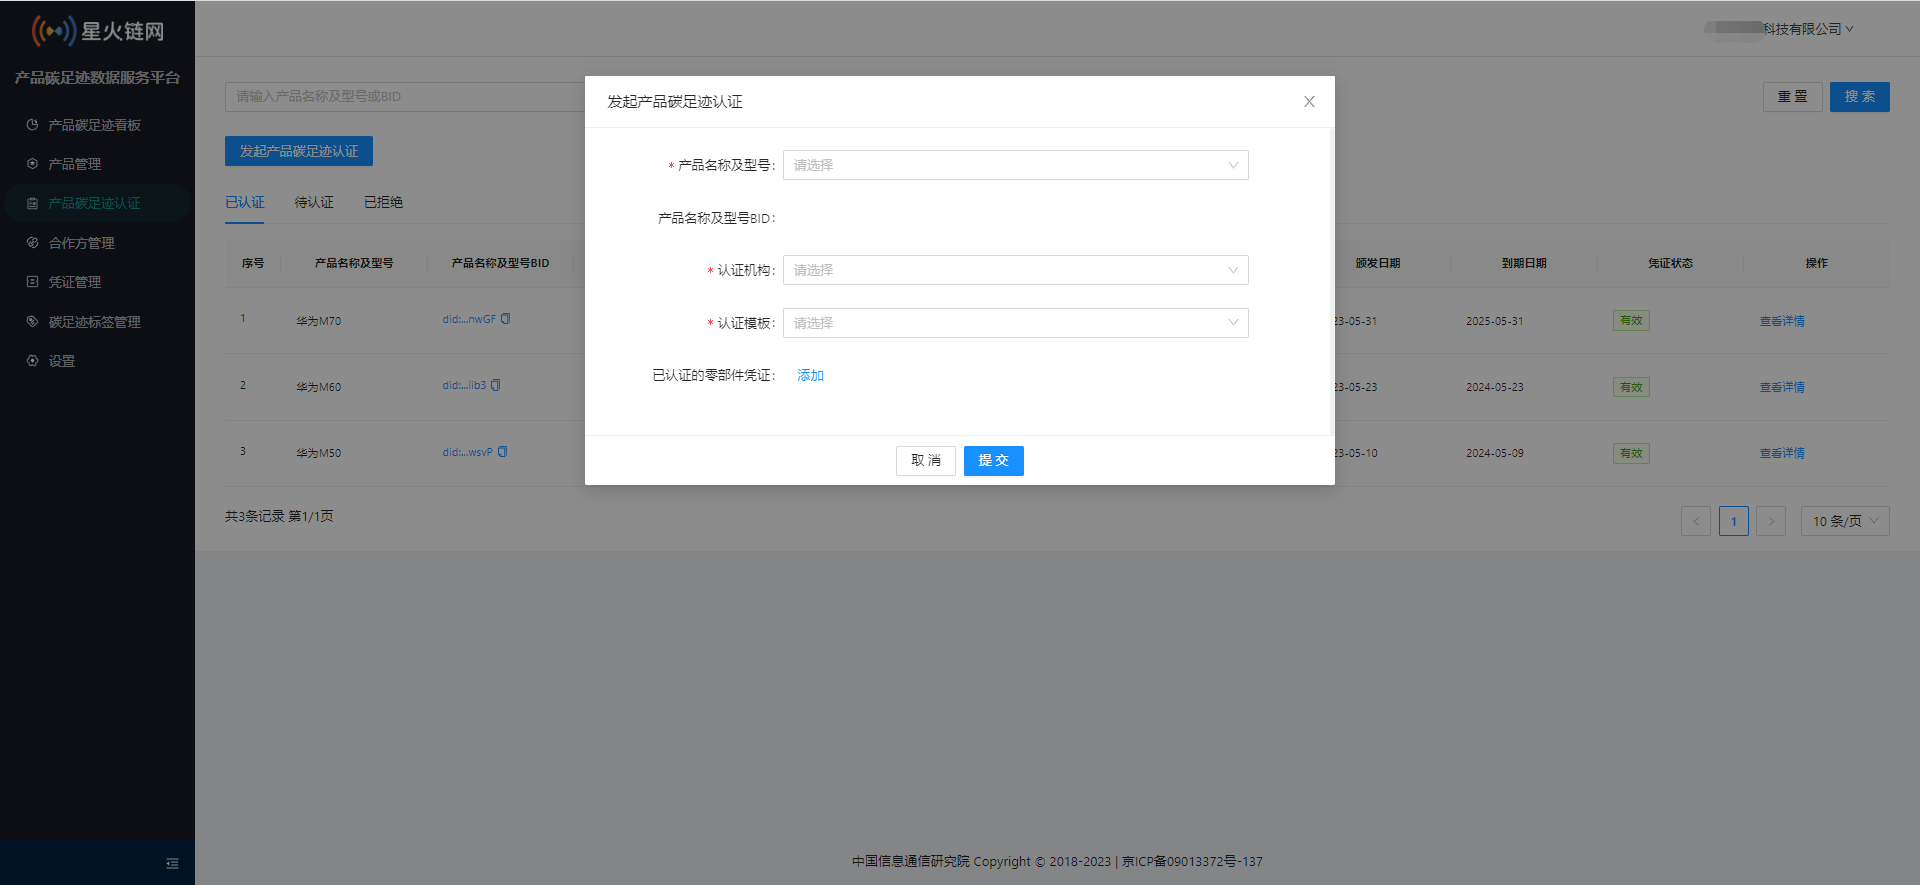 星火链网
科技有限公司
产品碳足迹数据服务平台
产品碳足迹看板
产品管理
产品碳足迹认证
合作方管理
凭证管理
碳足迹标签管理
设置
请输入产品名称及型号或BID
重 置
搜 索
发起产品碳足迹认证
已认证
待认证
已拒绝
序号
产品名称及型号
产品名称及型号BID
颁发日期
到期日期
凭证状态
操作
1
华为M70
did:...nwGF
23-05-31
2025-05-31
有效
查看详情
2
华为M60
did:...iib3
23-05-23
2024-05-23
有效
查看详情
3
华为M50
did:...wsvP
23-05-10
2024-05-09
有效
查看详情
共3条记录 第1/1页
1
10 条/页
发起产品碳足迹认证
* 产品名称及型号:
请选择
产品名称及型号BID:
* 认证机构:
请选择
* 认证模板:
请选择
已认证的零部件凭证:
添加
取 消
提 交
中国信息通信研究院 Copyright © 2018-2023 | 京ICP备09013372号-137